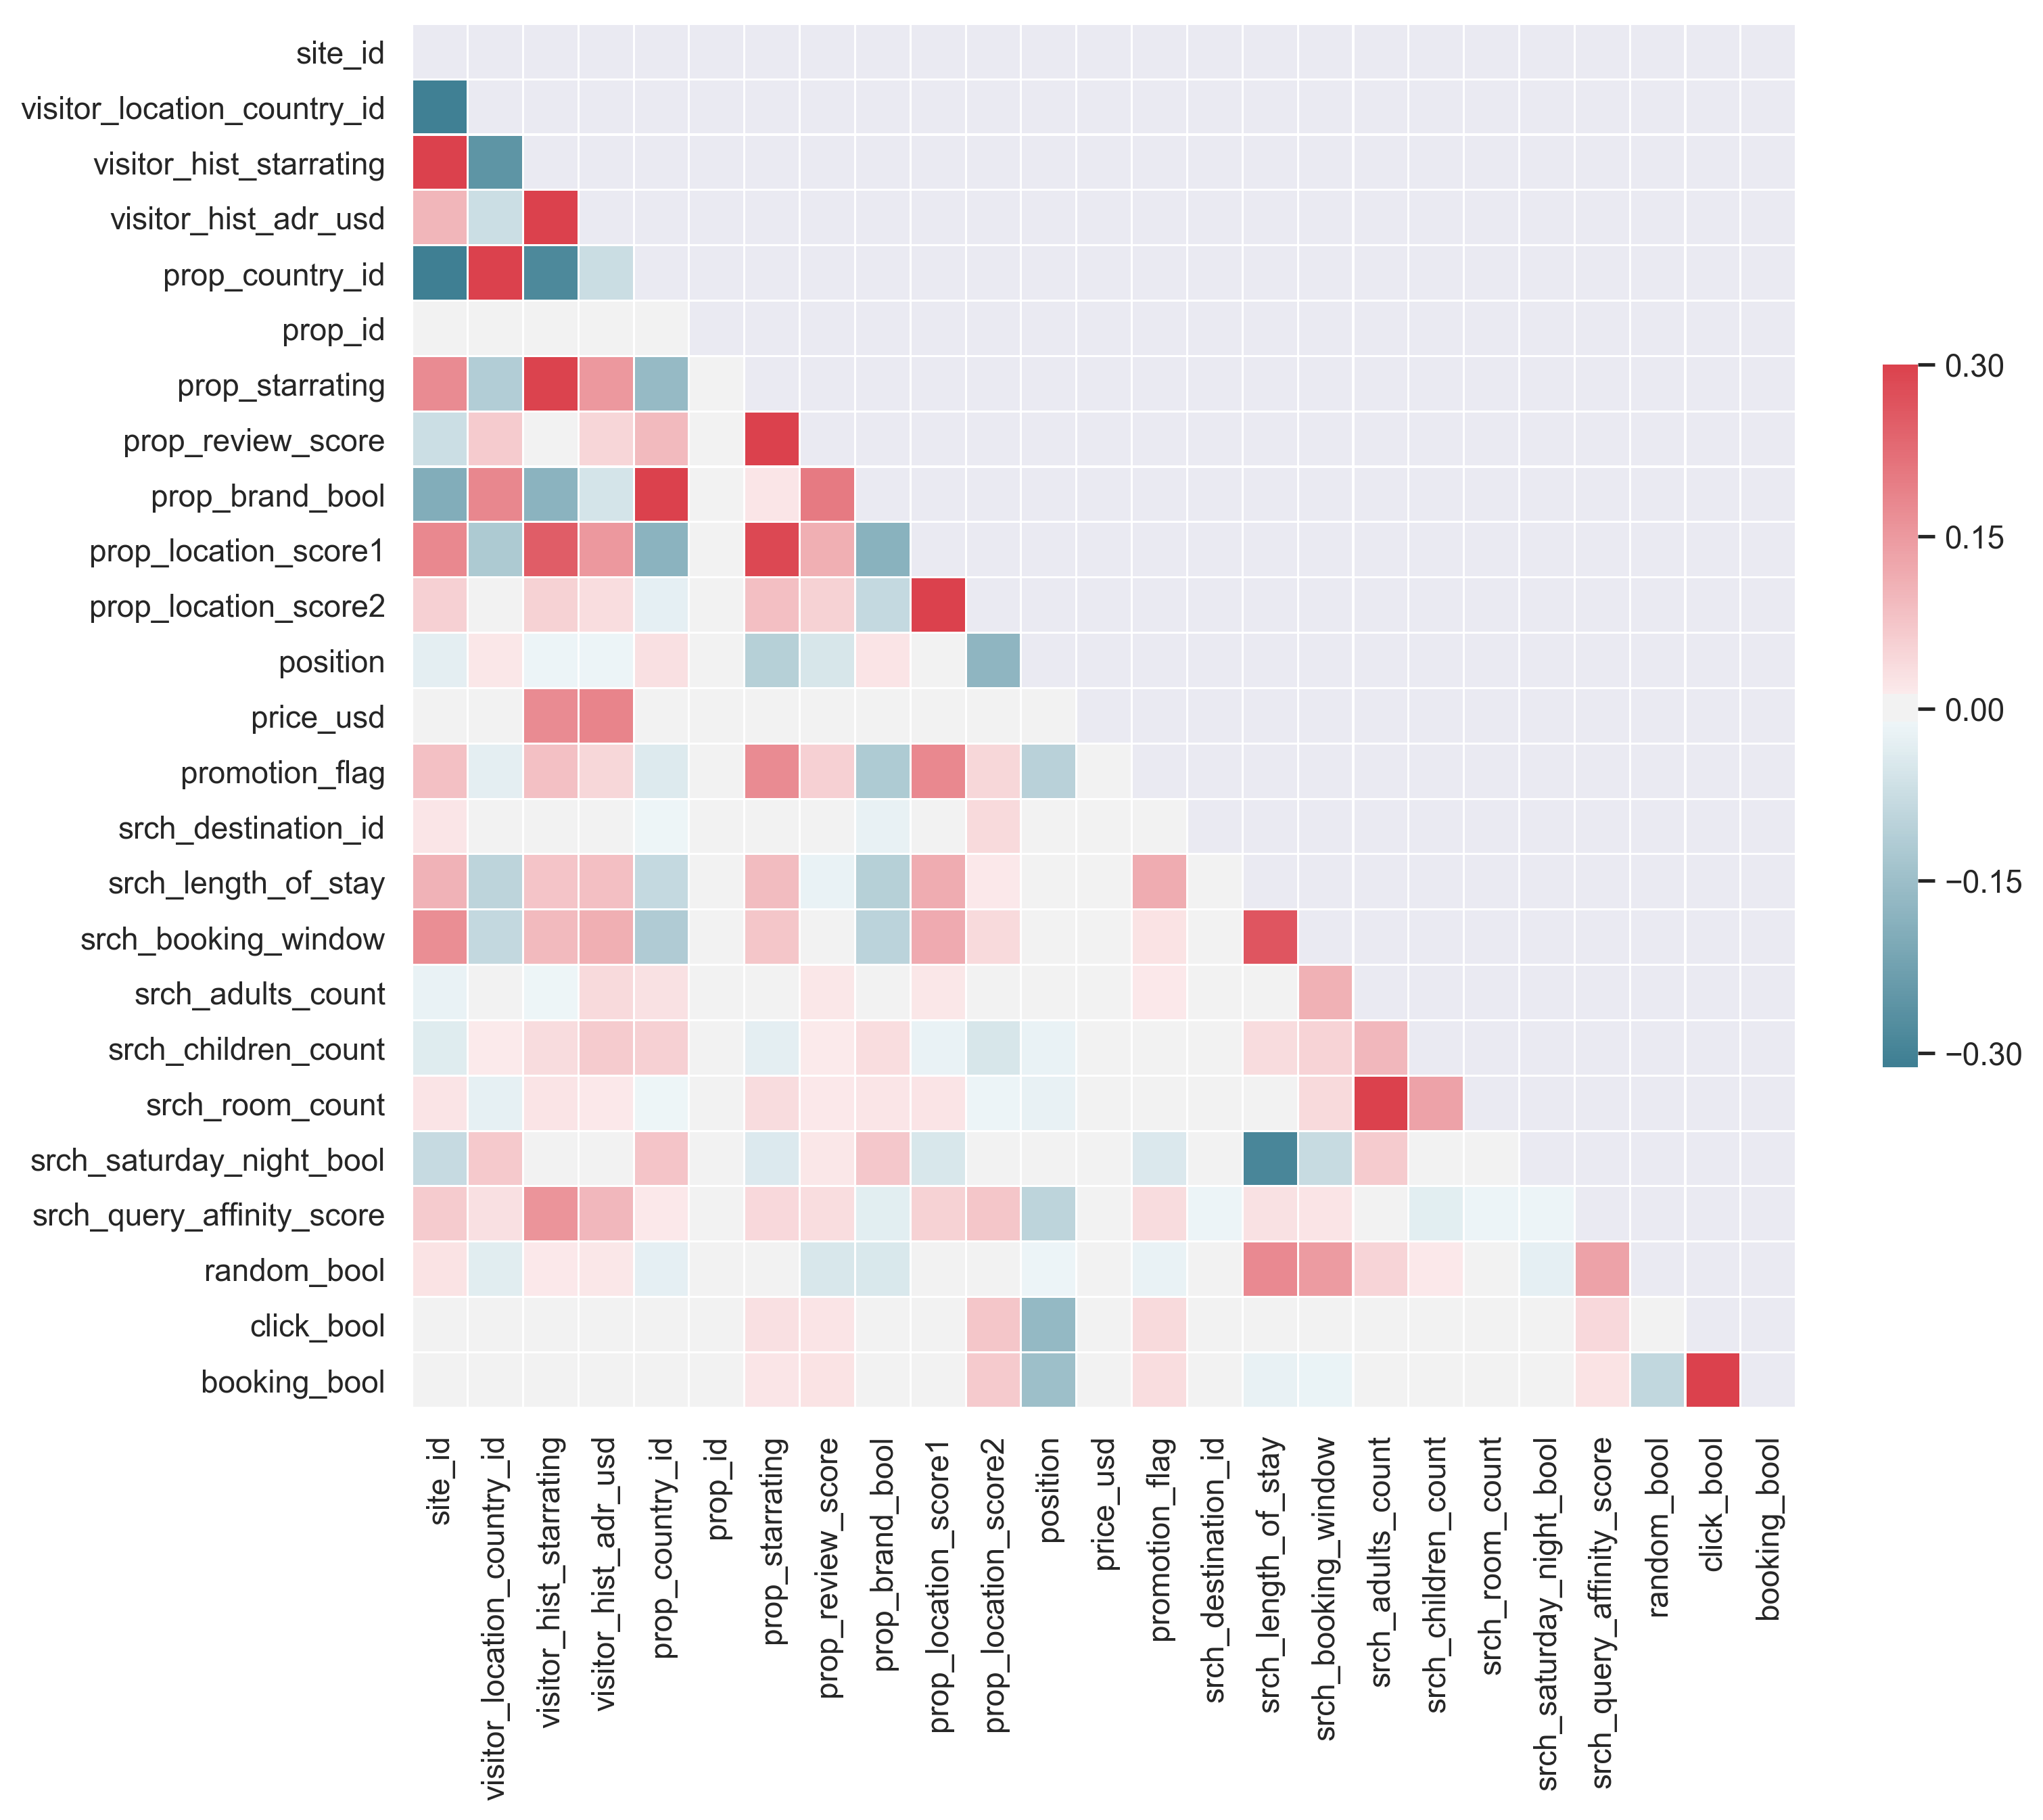 site_id
visitor_location_country_id
visitor_hist_starrating
visitor_hist_adr_usd
prop_country_id
prop_id
prop_starrating
prop_review_score
prop_brand_bool
prop_location_score1
prop_location_score2
position
price_usd
promotion_flag
srch_destination_id
srch_length_of_stay
srch_booking_window
srch_adults_count
srch_children_count
srch_room_count
srch_saturday_night_bool
srch_query_affinity_score
random_bool
click_bool
booking_bool
site_id
visitor_location_country_id
visitor_hist_starrating
visitor_hist_adr_usd
prop_country_id
prop_id
prop_starrating
prop_review_score
prop_brand_bool
prop_location_score1
prop_location_score2
position
price_usd
promotion_flag
srch_destination_id
srch_length_of_stay
srch_booking_window
srch_adults_count
srch_children_count
srch_room_count
srch_saturday_night_bool
srch_query_affinity_score
random_bool
click_bool
booking_bool
0.30
0.15
0.00
−0.15
−0.30